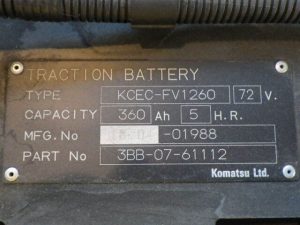 TRACTION BATTERY
TYPE KCEC-FV1260 72 V.
CAPACITY 360 Ah 5 H.R.
MFG.No -01988
PART No 3BB-07-61112
Komatsu Ltd.